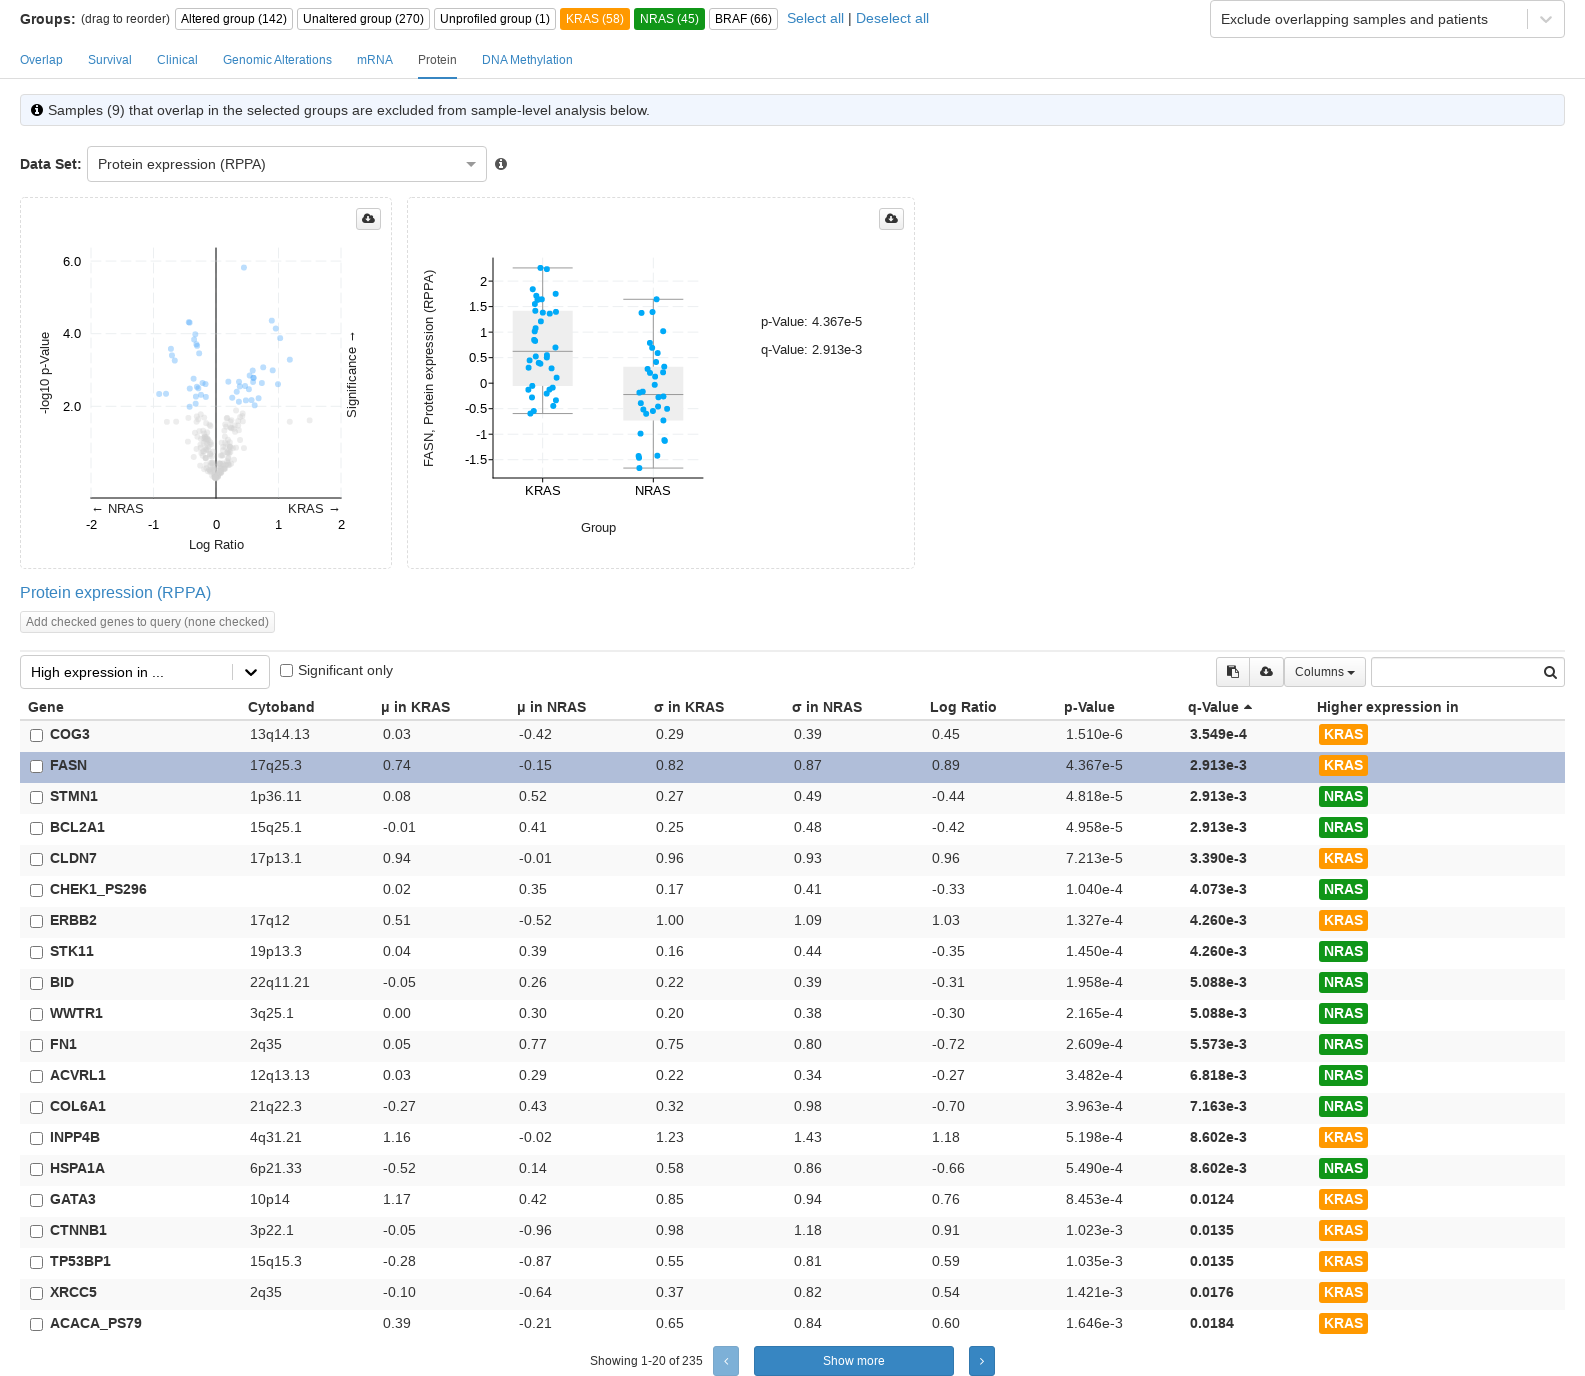 Groups: (drag to reorder) Altered group (142) Unaltered group (270) Unprofiled group (1) KRAS (58) NRAS (45) BRAF (66) Select all | Deselect all Exclude overlapping samples and patients
Overlap Survival Clinical Genomic Alterations mRNA Protein DNA Methylation
Samples (9) that overlap in the selected groups are excluded from sample-level analysis below.
Data Set: Protein expression (RPPA)
6.0
4.0
2.0
-log10 p-Value
Significance →
← NRAS KRAS →
-2 -1 0 1 2
Log Ratio
FASN, Protein expression (RPPA)
2
1.5
1
0.5
0
-0.5
-1
-1.5
KRAS NRAS
Group
p-Value: 4.367e-5
q-Value: 2.913e-3
Protein expression (RPPA)
Add checked genes to query (none checked)
High expression in ... Significant only Columns
Gene Cytoband μ in KRAS μ in NRAS σ in KRAS σ in NRAS Log Ratio p-Value q-Value Higher expression in
COG3 13q14.13 0.03 -0.42 0.29 0.39 0.45 1.510e-6 3.549e-4 KRAS
FASN 17q25.3 0.74 -0.15 0.82 0.87 0.89 4.367e-5 2.913e-3 KRAS
STMN1 1p36.11 0.08 0.52 0.27 0.49 -0.44 4.818e-5 2.913e-3 NRAS
BCL2A1 15q25.1 -0.01 0.41 0.25 0.48 -0.42 4.958e-5 2.913e-3 NRAS
CLDN7 17p13.1 0.94 -0.01 0.96 0.93 0.96 7.213e-5 3.390e-3 KRAS
CHEK1_PS296 0.02 0.35 0.17 0.41 -0.33 1.040e-4 4.073e-3 NRAS
ERBB2 17q12 0.51 -0.52 1.00 1.09 1.03 1.327e-4 4.260e-3 KRAS
STK11 19p13.3 0.04 0.39 0.16 0.44 -0.35 1.450e-4 4.260e-3 NRAS
BID 22q11.21 -0.05 0.26 0.22 0.39 -0.31 1.958e-4 5.088e-3 NRAS
WWTR1 3q25.1 0.00 0.30 0.20 0.38 -0.30 2.165e-4 5.088e-3 NRAS
FN1 2q35 0.05 0.77 0.75 0.80 -0.72 2.609e-4 5.573e-3 NRAS
ACVRL1 12q13.13 0.03 0.29 0.22 0.34 -0.27 3.482e-4 6.818e-3 NRAS
COL6A1 21q22.3 -0.27 0.43 0.32 0.98 -0.70 3.963e-4 7.163e-3 NRAS
INPP4B 4q31.21 1.16 -0.02 1.23 1.43 1.18 5.198e-4 8.602e-3 KRAS
HSPA1A 6p21.33 -0.52 0.14 0.58 0.86 -0.66 5.490e-4 8.602e-3 NRAS
GATA3 10p14 1.17 0.42 0.85 0.94 0.76 8.453e-4 0.0124 KRAS
CTNNB1 3p22.1 -0.05 -0.96 0.98 1.18 0.91 1.023e-3 0.0135 KRAS
TP53BP1 15q15.3 -0.28 -0.87 0.55 0.81 0.59 1.035e-3 0.0135 KRAS
XRCC5 2q35 -0.10 -0.64 0.37 0.82 0.54 1.421e-3 0.0176 KRAS
ACACA_PS79 0.39 -0.21 0.65 0.84 0.60 1.646e-3 0.0184 KRAS
Showing 1-20 of 235 ‹ Show more ›